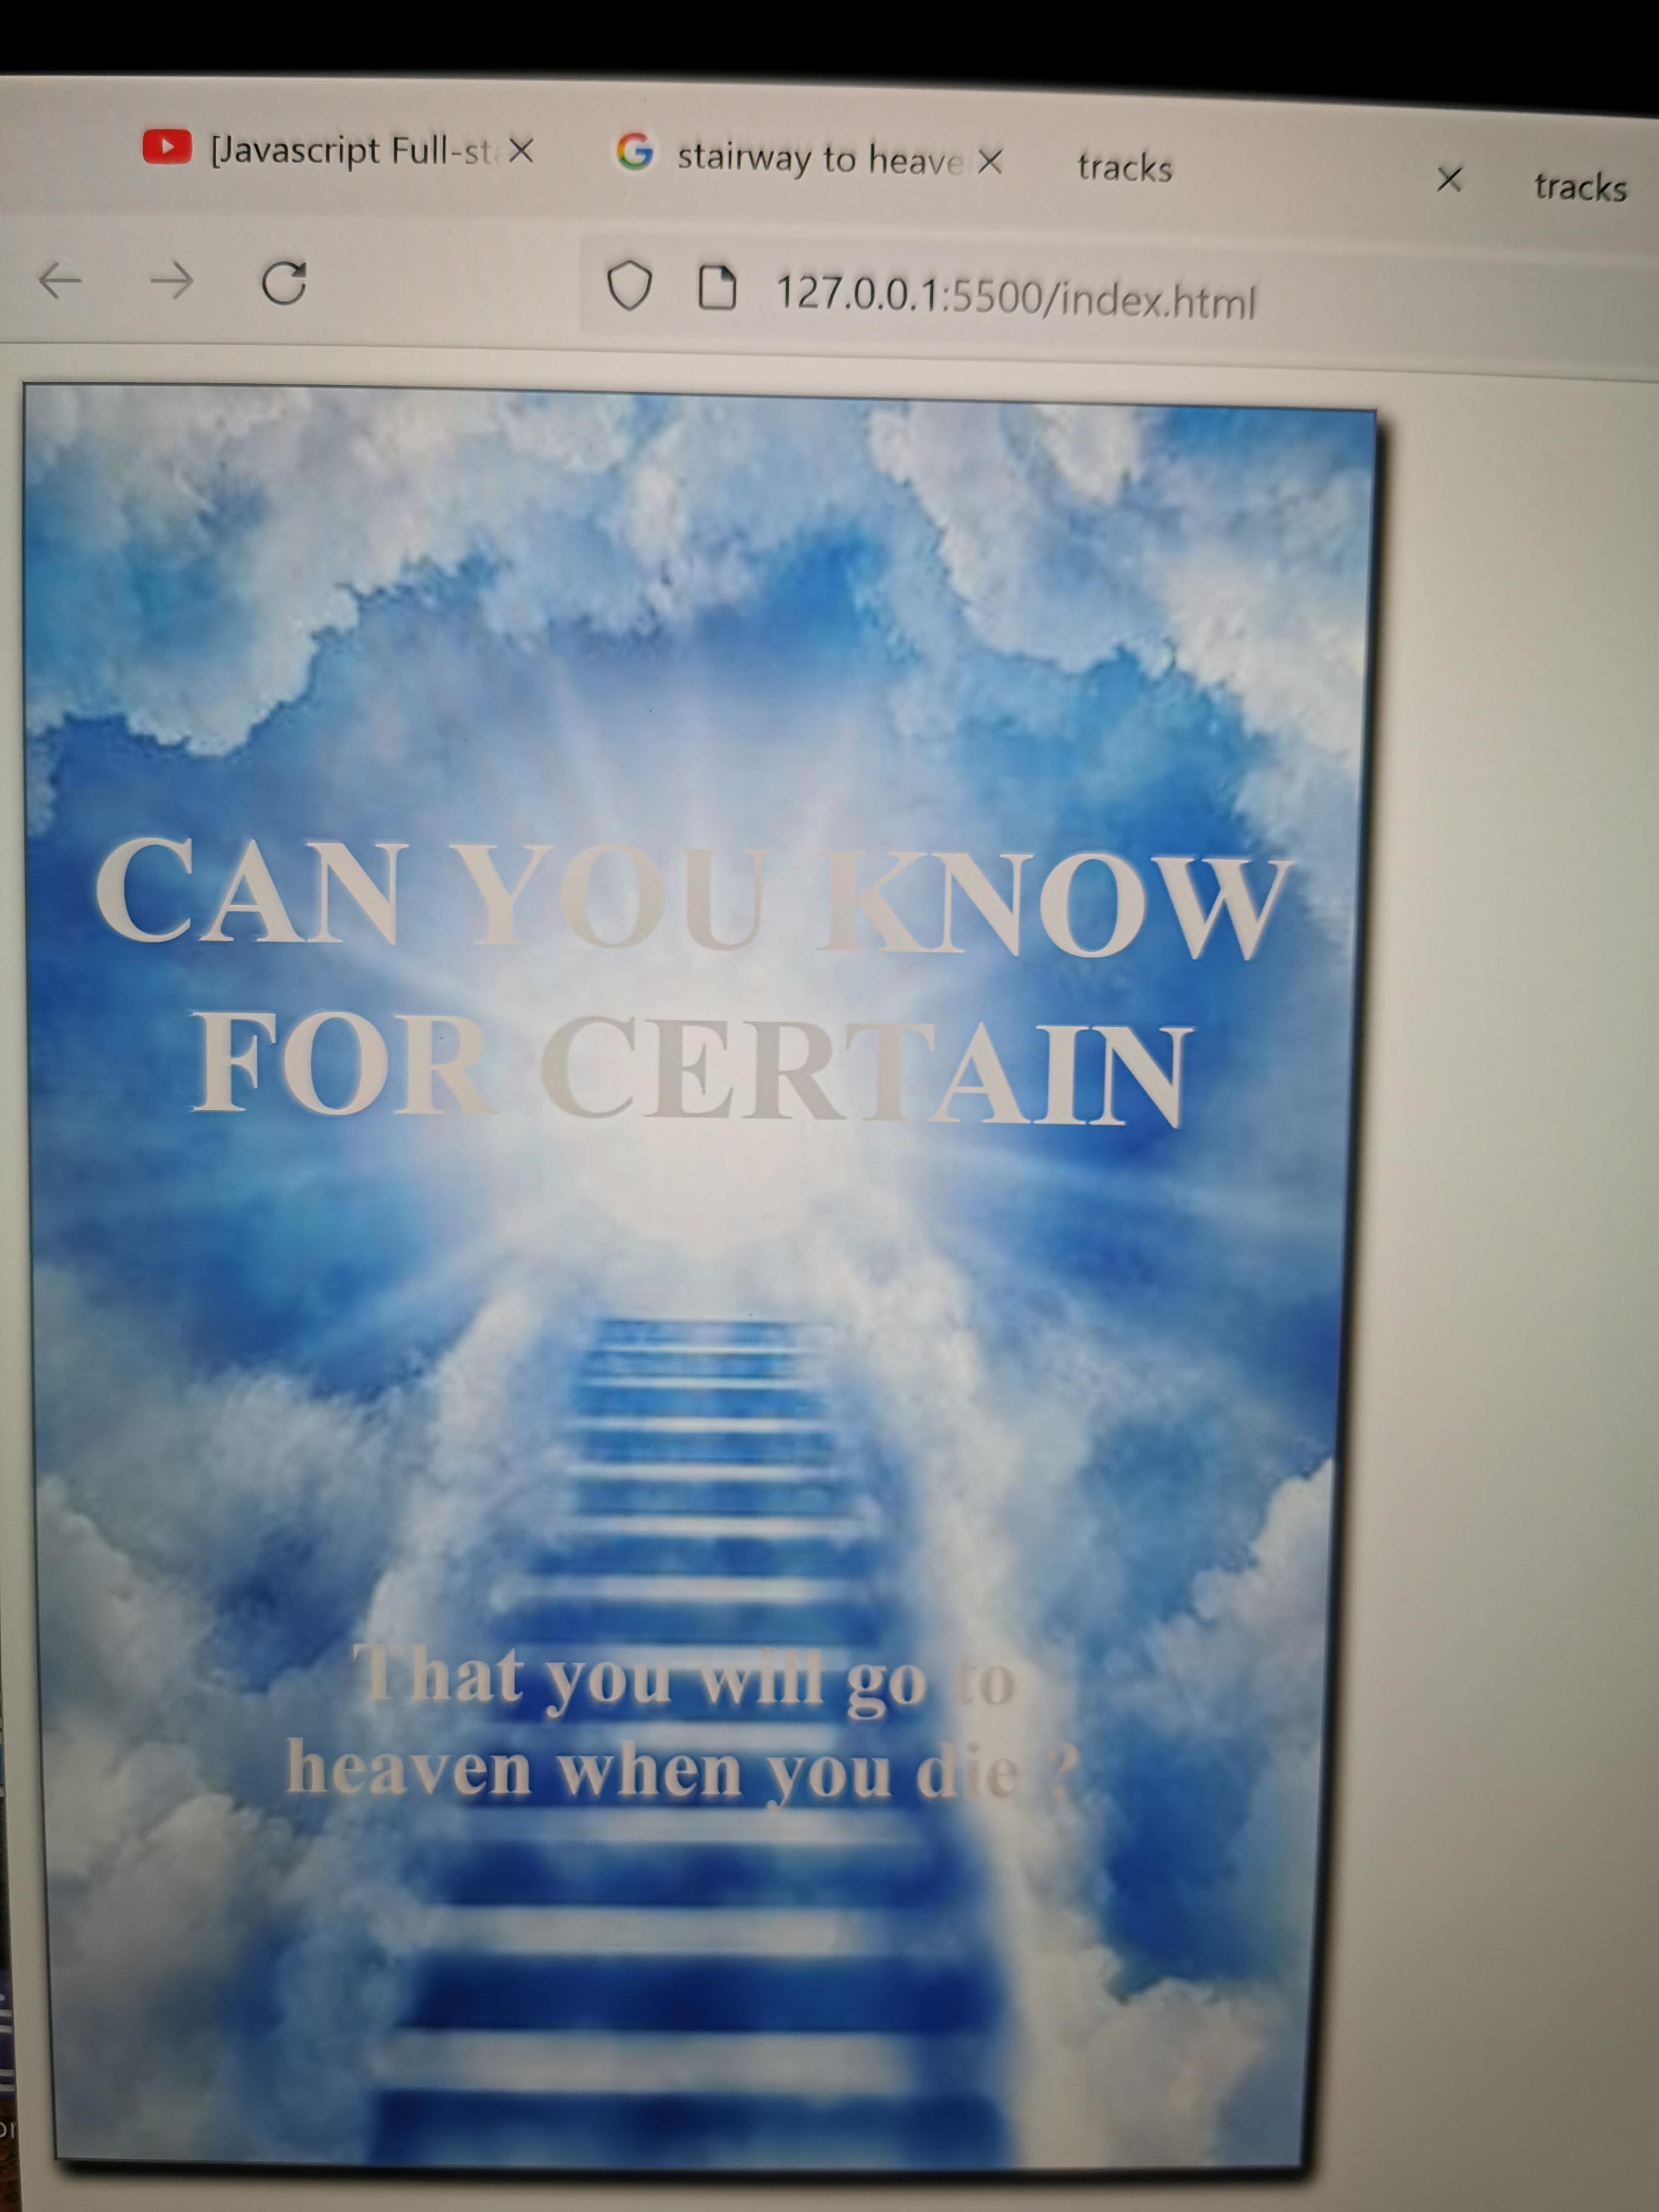 [Javascript Full-st
stairway to heave
tracks
tracks
127.0.0.1:5500/index.html
CAN YOU KNOW
FOR CERTAIN
That you will go to
heaven when you die ?